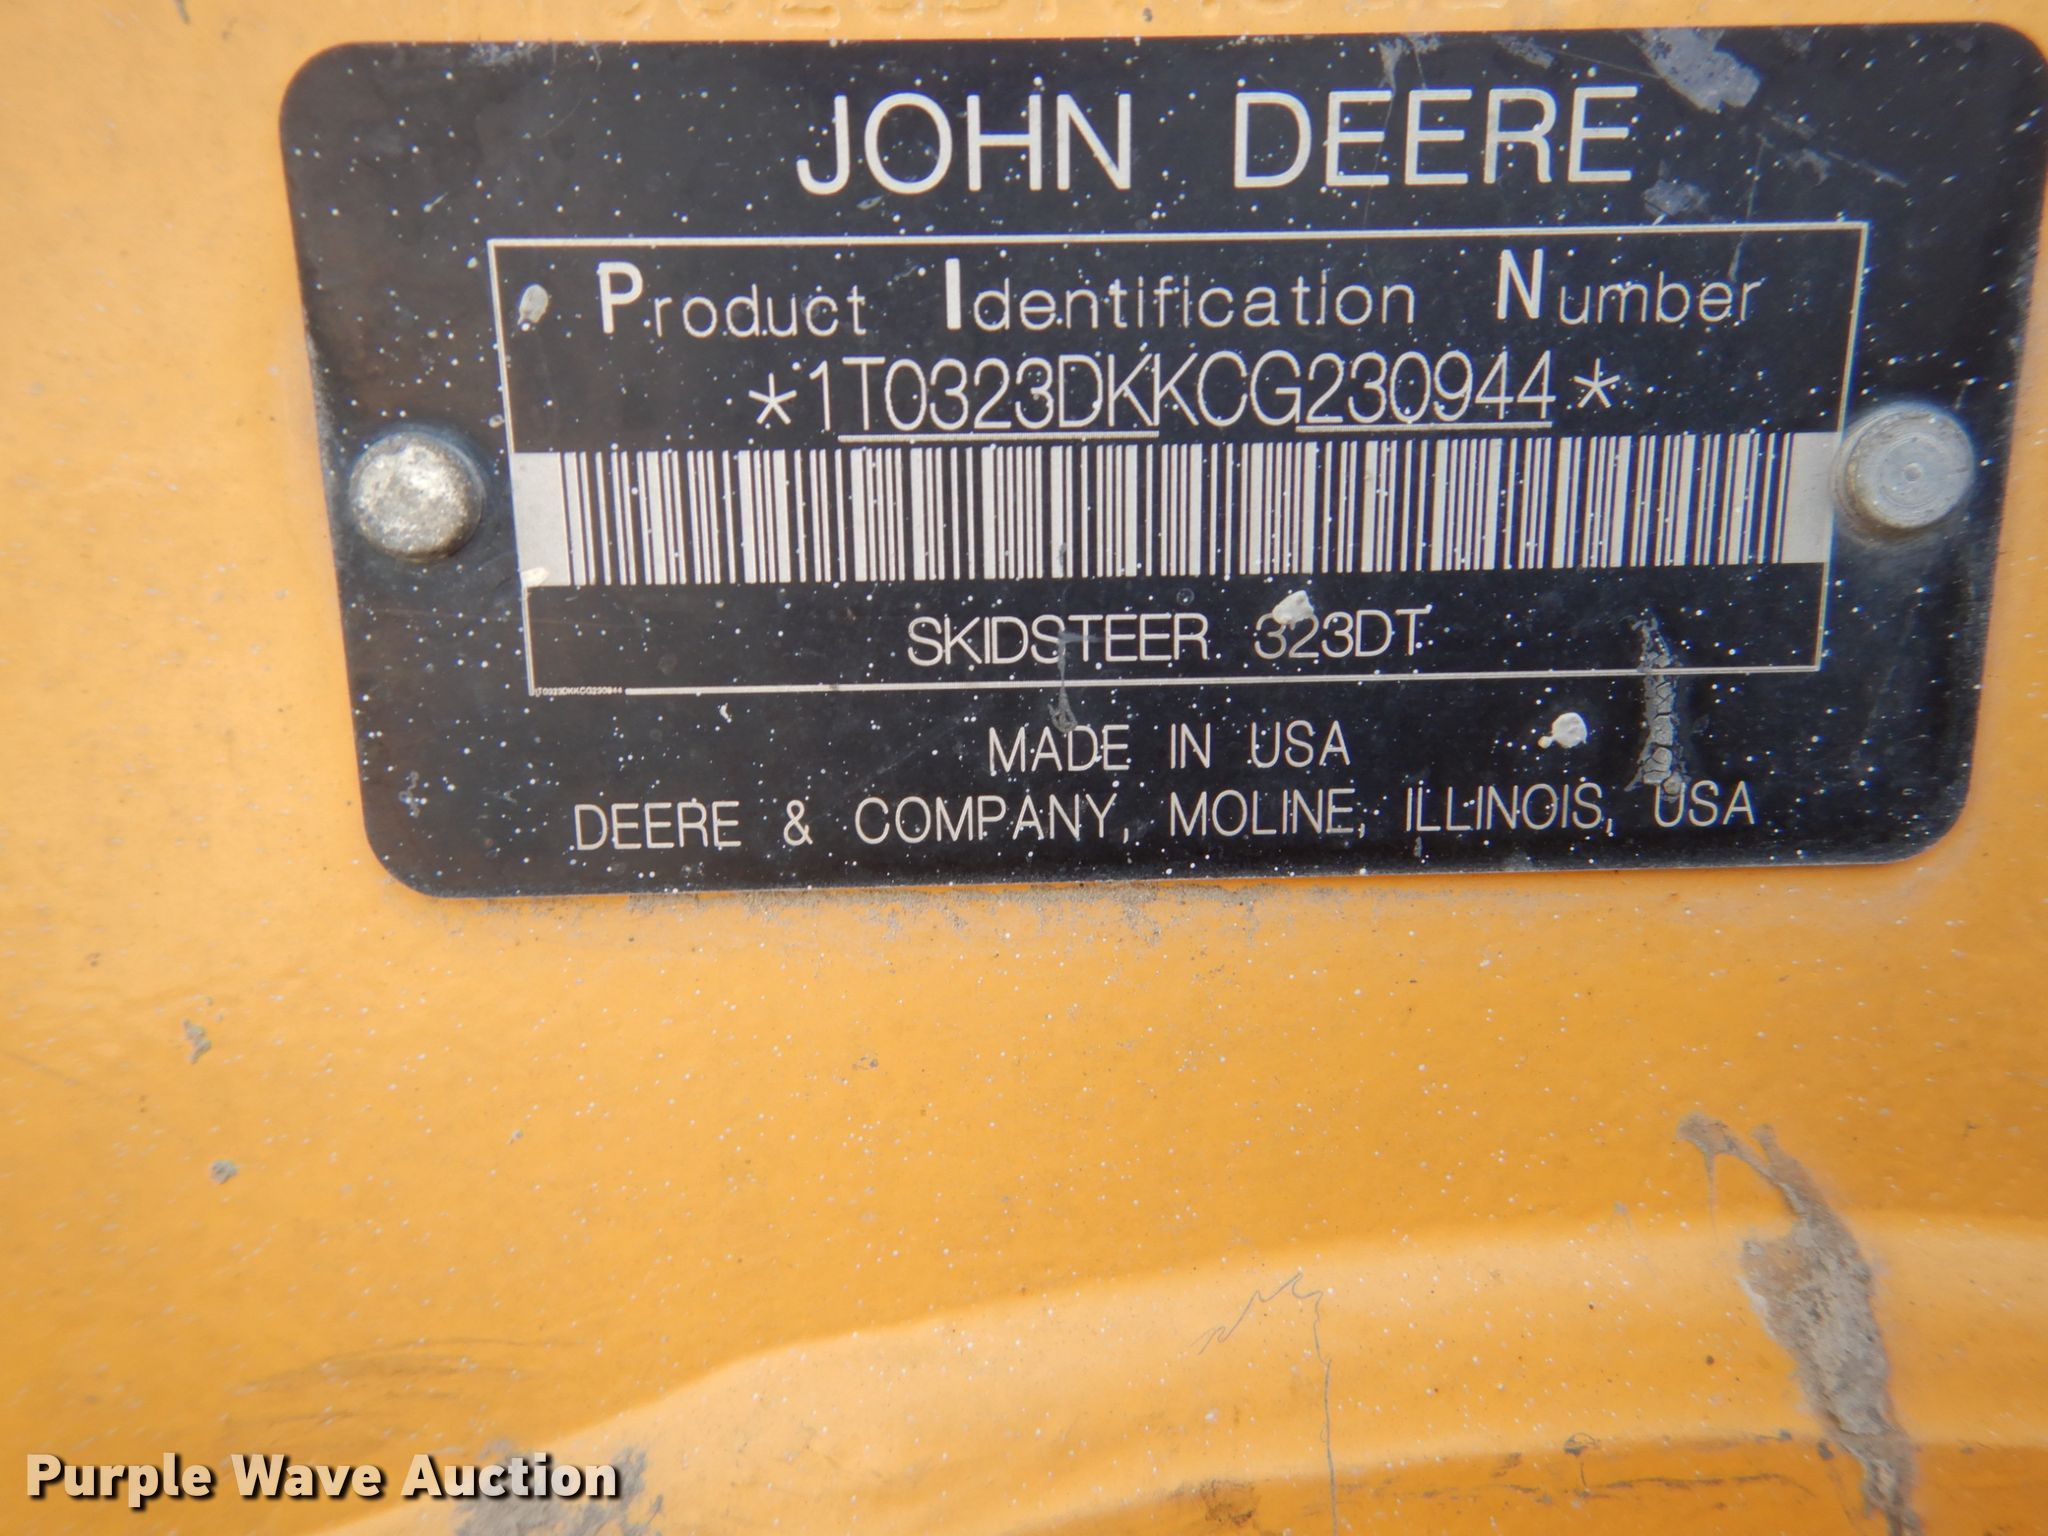 JOHN DEERE
Product Identification Number
*1T0323DKKCG230944*
SKIDSTEER 323DT
1T0323DKKCG230944
MADE IN USA
DEERE & COMPANY, MOLINE, ILLINOIS, USA
Purple Wave Auction